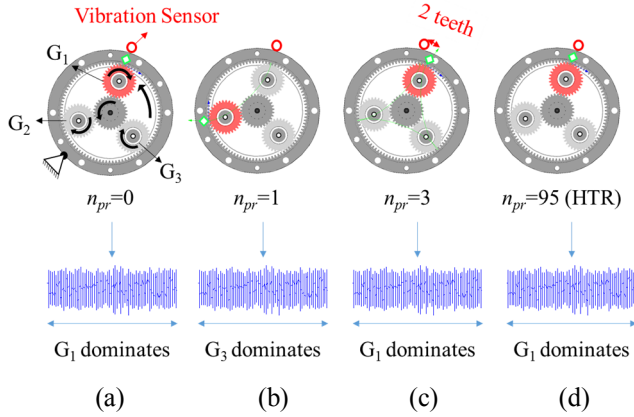 Vibration Sensor
2 teeth
G₁
G₂
G₃
nₚᵣ=0
nₚᵣ=1
nₚᵣ=3
nₚᵣ=95 (HTR)
G₁ dominates
G₃ dominates
G₁ dominates
G₁ dominates
(a)
(b)
(c)
(d)